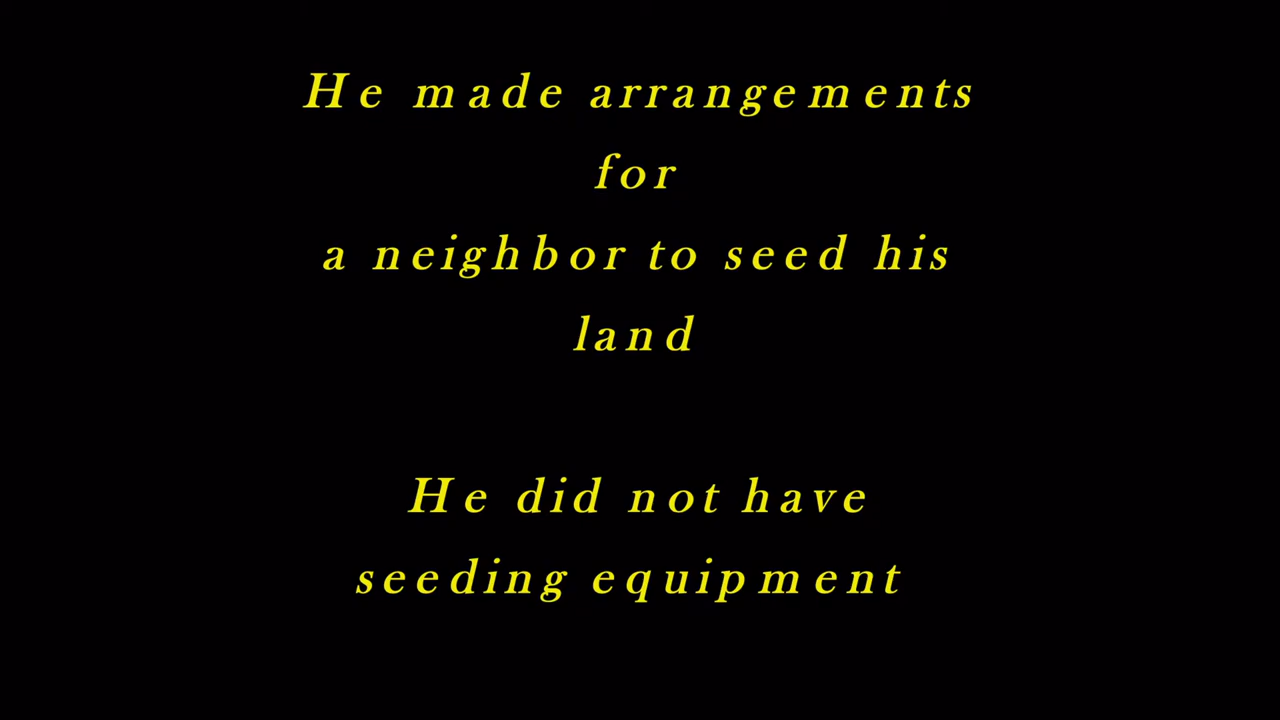 He made arrangements
for
a neighbor to seed his
land
He did not have
seeding equipment